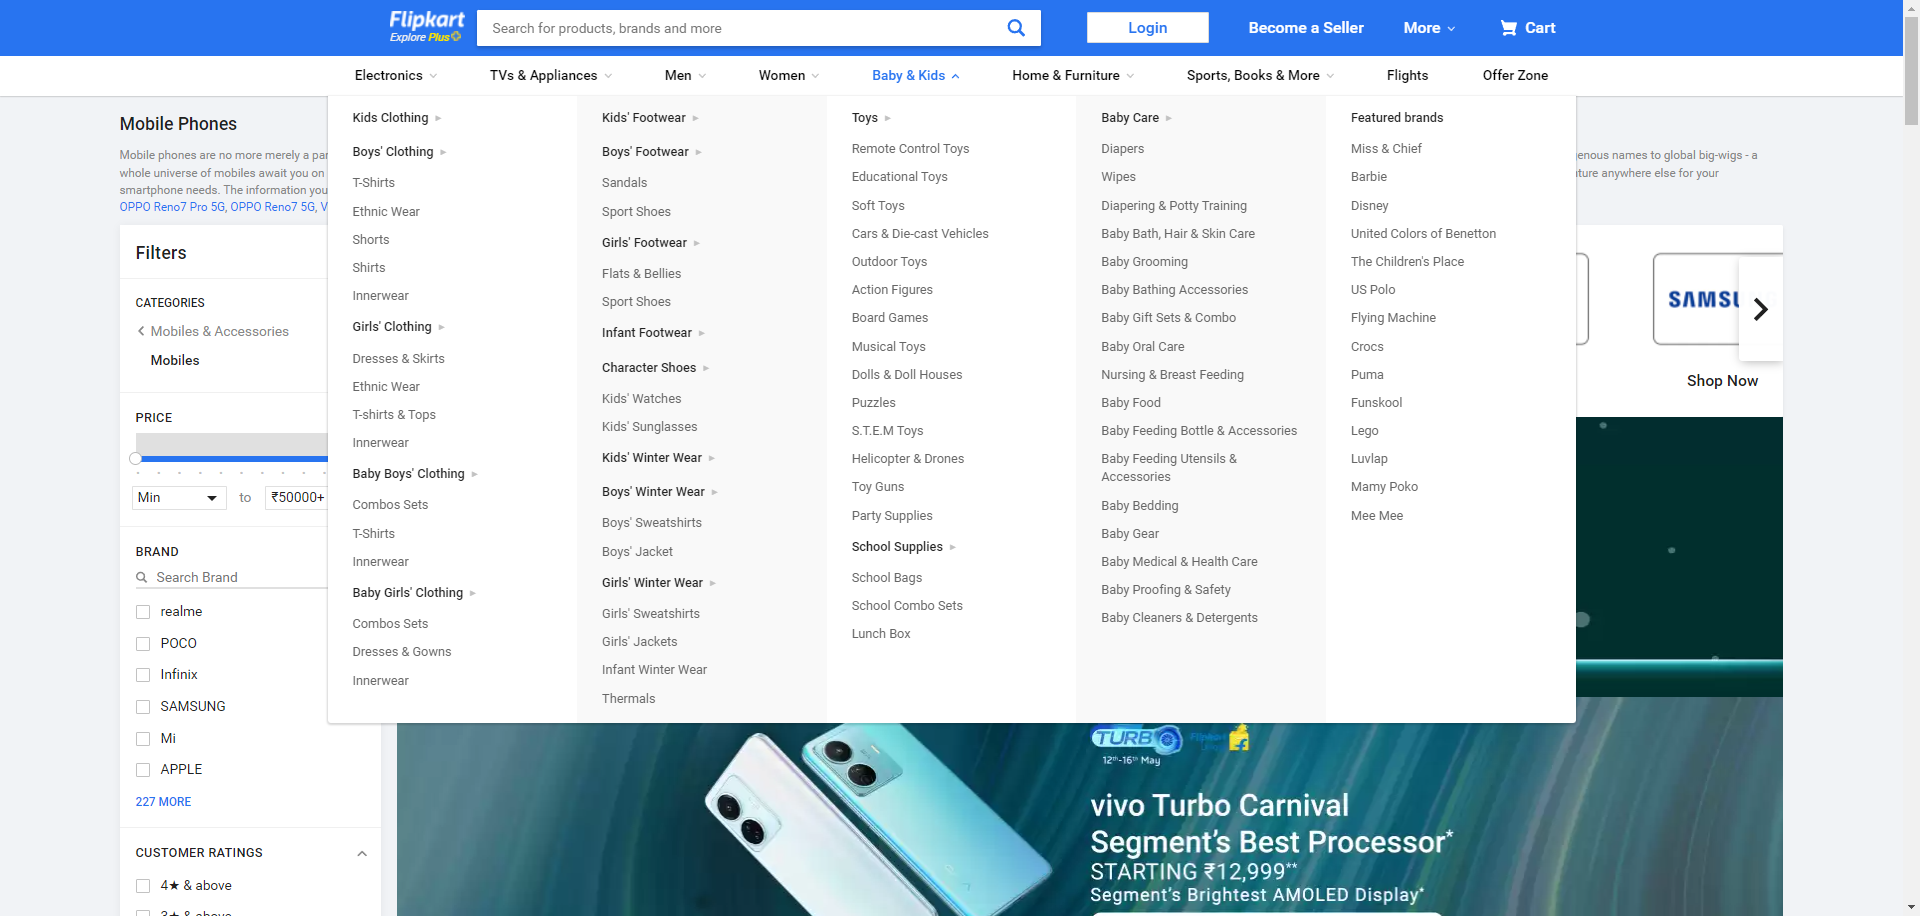 Flipkart
Explore Plus
Search for products, brands and more
Login
Become a Seller
More
Cart
Electronics
TVs & Appliances
Men
Women
Baby & Kids
Home & Furniture
Sports, Books & More
Flights
Offer Zone
Mobile Phones
Mobile phones are no more merely a par
whole universe of mobiles await you on
smartphone needs. The information you
OPPO Reno7 Pro 5G, OPPO Reno7 5G, V
enous names to global big-wigs - a
ture anywhere else for your
Filters
CATEGORIES
Mobiles & Accessories
Mobiles
PRICE
Min
to
₹50000+
BRAND
Search Brand
realme
POCO
Infinix
SAMSUNG
Mi
APPLE
227 MORE
CUSTOMER RATINGS
4★ & above
3★ & above
Kids Clothing
Boys' Clothing
T-Shirts
Ethnic Wear
Shorts
Shirts
Innerwear
Girls' Clothing
Dresses & Skirts
Ethnic Wear
T-shirts & Tops
Innerwear
Baby Boys' Clothing
Combos Sets
T-Shirts
Innerwear
Baby Girls' Clothing
Combos Sets
Dresses & Gowns
Innerwear
Kids' Footwear
Boys' Footwear
Sandals
Sport Shoes
Girls' Footwear
Flats & Bellies
Sport Shoes
Infant Footwear
Character Shoes
Kids' Watches
Kids' Sunglasses
Kids' Winter Wear
Boys' Winter Wear
Boys' Sweatshirts
Boys' Jacket
Girls' Winter Wear
Girls' Sweatshirts
Girls' Jackets
Infant Winter Wear
Thermals
Toys
Remote Control Toys
Educational Toys
Soft Toys
Cars & Die-cast Vehicles
Outdoor Toys
Action Figures
Board Games
Musical Toys
Dolls & Doll Houses
Puzzles
S.T.E.M Toys
Helicopter & Drones
Toy Guns
Party Supplies
School Supplies
School Bags
School Combo Sets
Lunch Box
Baby Care
Diapers
Wipes
Diapering & Potty Training
Baby Bath, Hair & Skin Care
Baby Grooming
Baby Bathing Accessories
Baby Gift Sets & Combo
Baby Oral Care
Nursing & Breast Feeding
Baby Food
Baby Feeding Bottle & Accessories
Baby Feeding Utensils &
Accessories
Baby Bedding
Baby Gear
Baby Medical & Health Care
Baby Proofing & Safety
Baby Cleaners & Detergents
Featured brands
Miss & Chief
Barbie
Disney
United Colors of Benetton
The Children's Place
US Polo
Flying Machine
Crocs
Puma
Funskool
Lego
Luvlap
Mamy Poko
Mee Mee
SAMSU
Shop Now
TURBO
Flipkart
12th-16th May
vivo Turbo Carnival
Segment's Best Processor*
STARTING ₹12,999**
Segment's Brightest AMOLED Display*